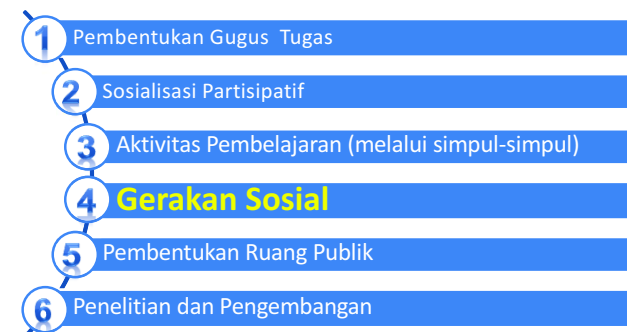 1 Pembentukan Gugus Tugas
2 Sosialisasi Partisipatif
3 Aktivitas Pembelajaran (melalui simpul-simpul)
4 Gerakan Sosial
5 Pembentukan Ruang Publik
6 Penelitian dan Pengembangan